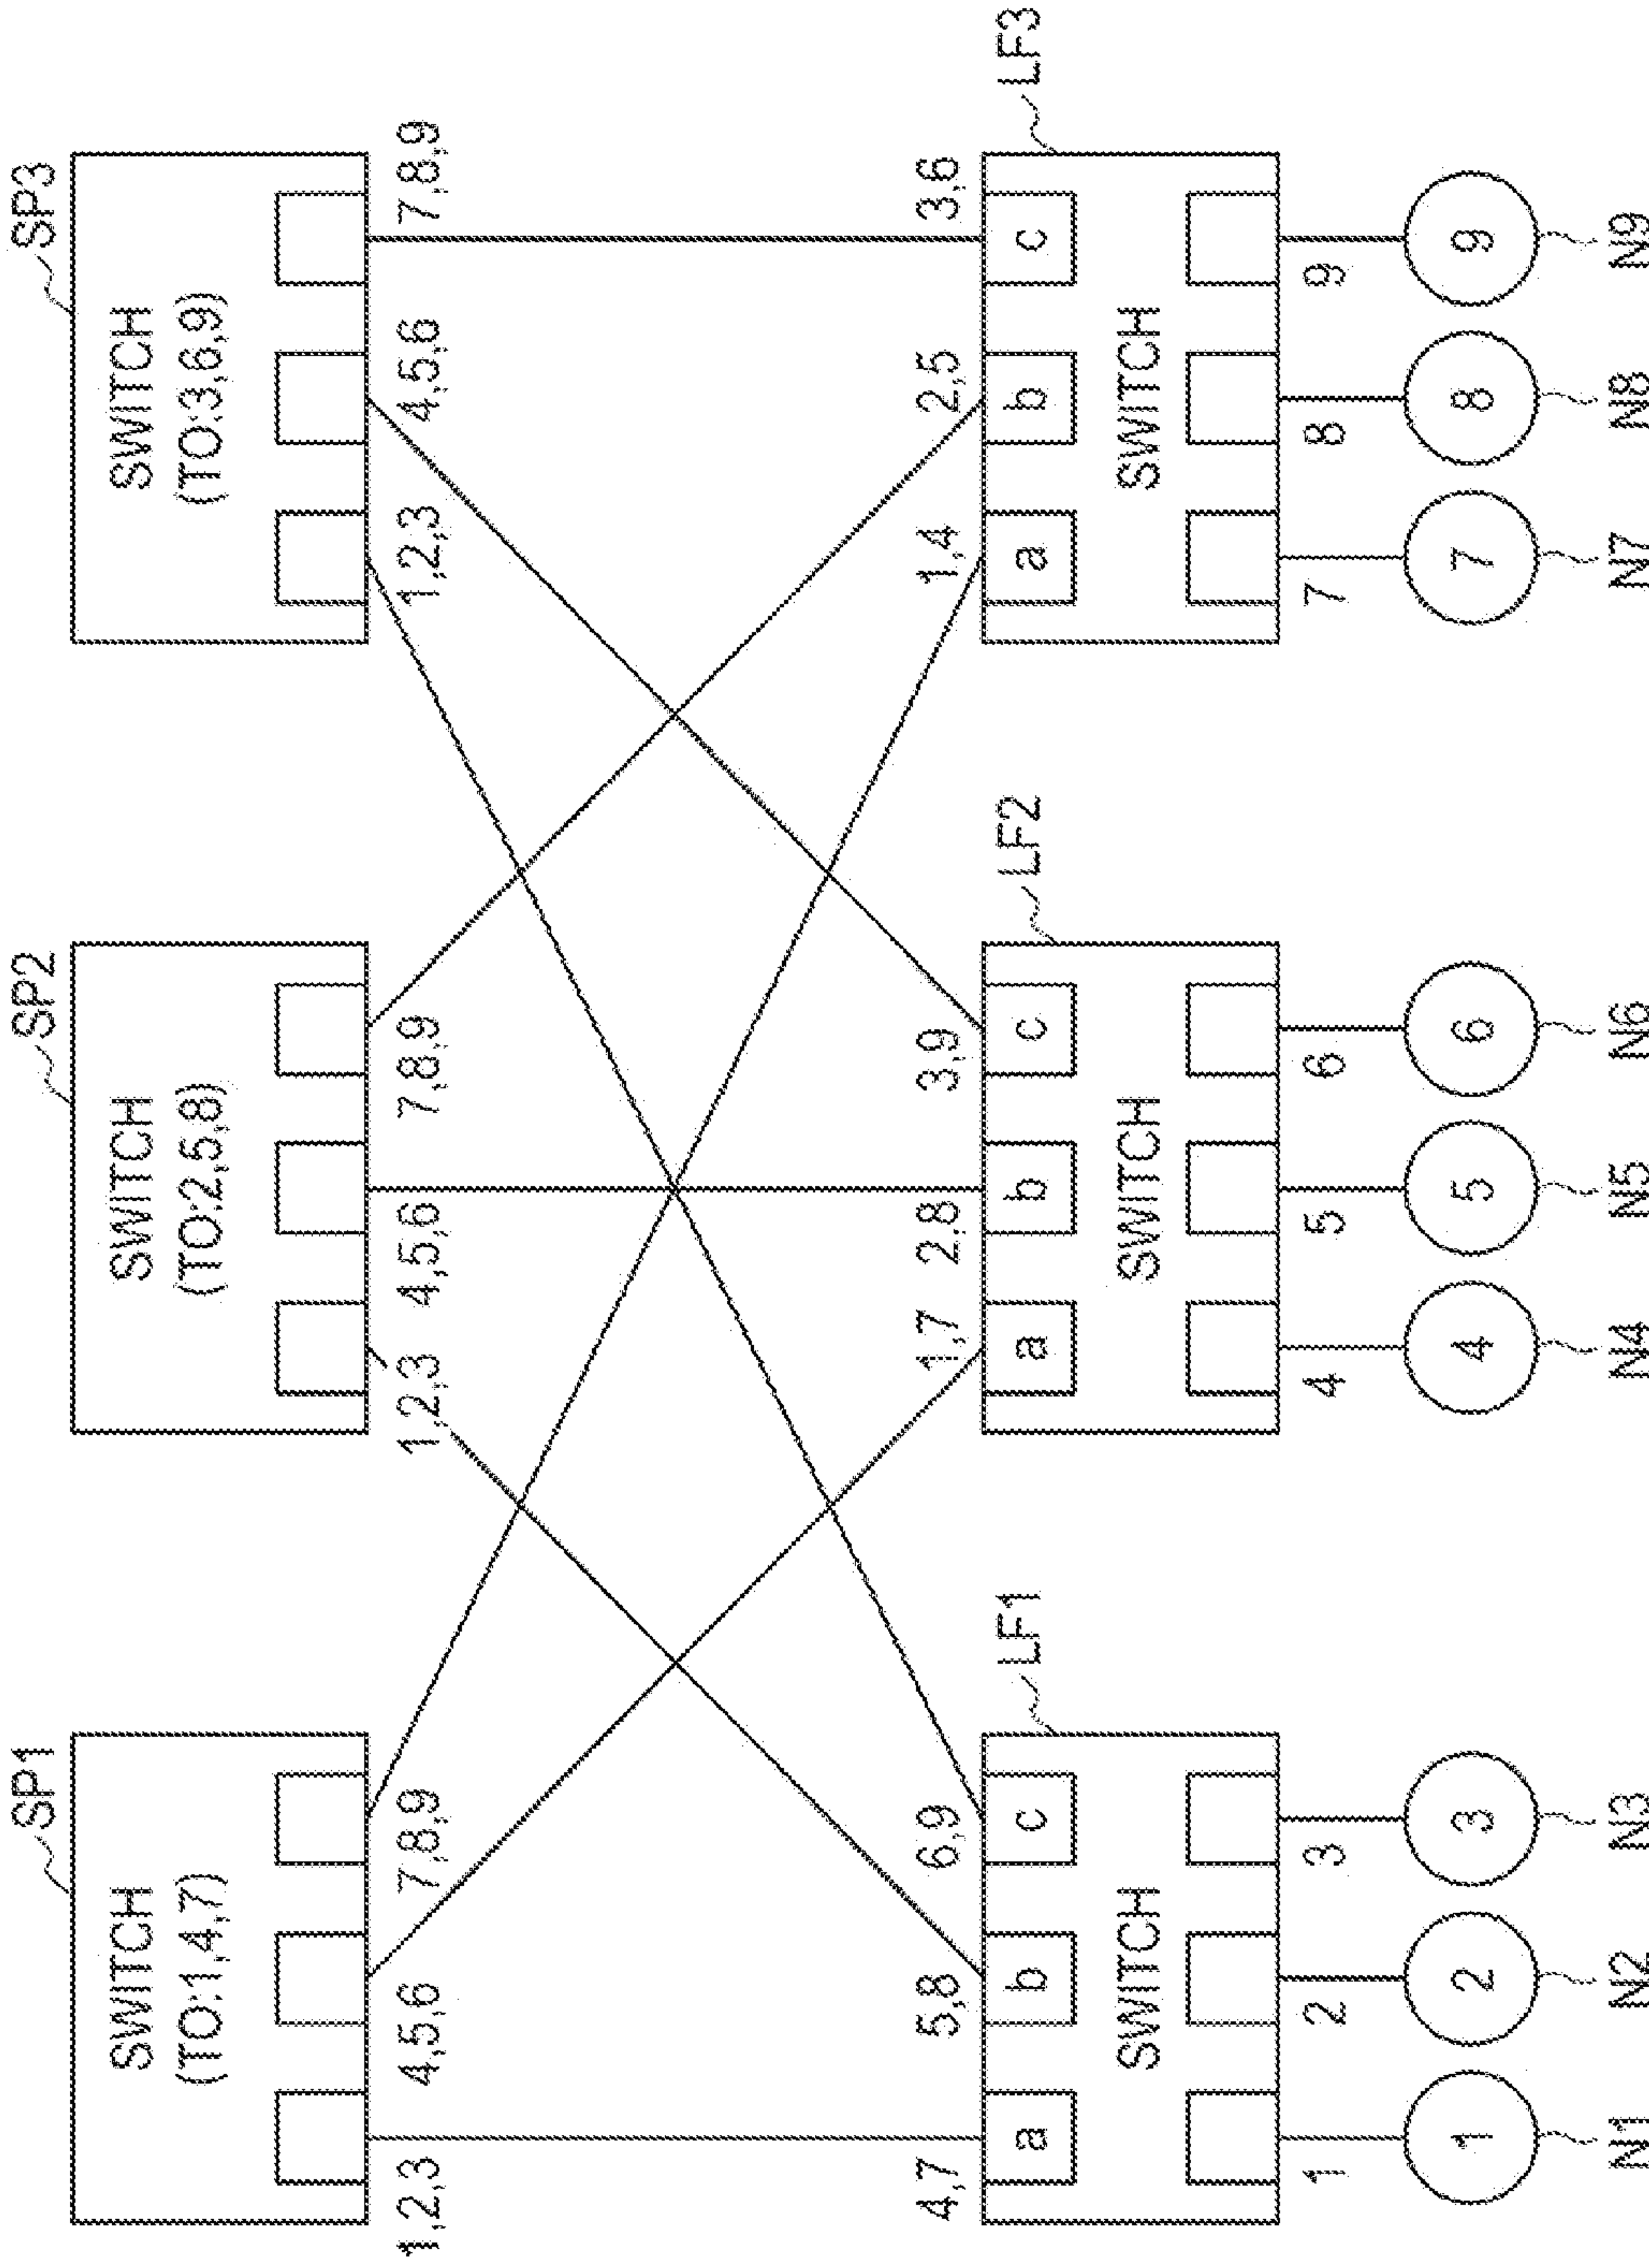 SP1
SP2
SP3
SWITCH
(TO:1,4,7)
SWITCH
(TO:2,5,8)
SWITCH
(TO:3,6,9)
1,2,3
4,5,6
7,8,9
1,2,3
4,5,6
7,8,9
1,2,3
4,5,6
7,8,9
4,7
5,8
6,9
1,7
2,8
3,9
1,4
2,5
3,6
LF1
LF2
LF3
a
b
c
a
b
c
a
b
c
SWITCH
SWITCH
SWITCH
1
2
3
4
5
6
7
8
9
1
2
3
4
5
6
7
8
9
N1
N2
N3
N4
N5
N6
N7
N8
N9